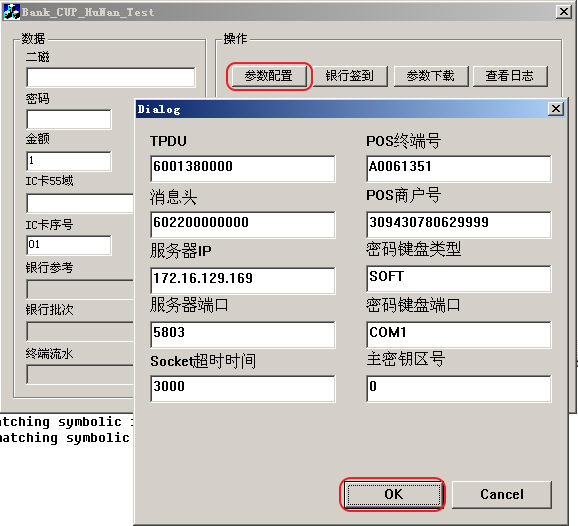 Bank_CUP_HuNan_Test
数据
操作
二磁
参数配置 银行签到 参数下载 查看日志
密码
金额
1
IC卡55域
IC卡序号
01
银行参考
银行批次
终端流水
Dialog
TPDU POS终端号
6001380000 A0061351
消息头 POS商户号
602200000000 309430780629999
服务器IP 密码键盘类型
172.16.129.169 SOFT
服务器端口 密码键盘端口
5803 COM1
Socket超时时间 主密钥区号
3000 0
OK Cancel
atching symbolic
matching symbolic